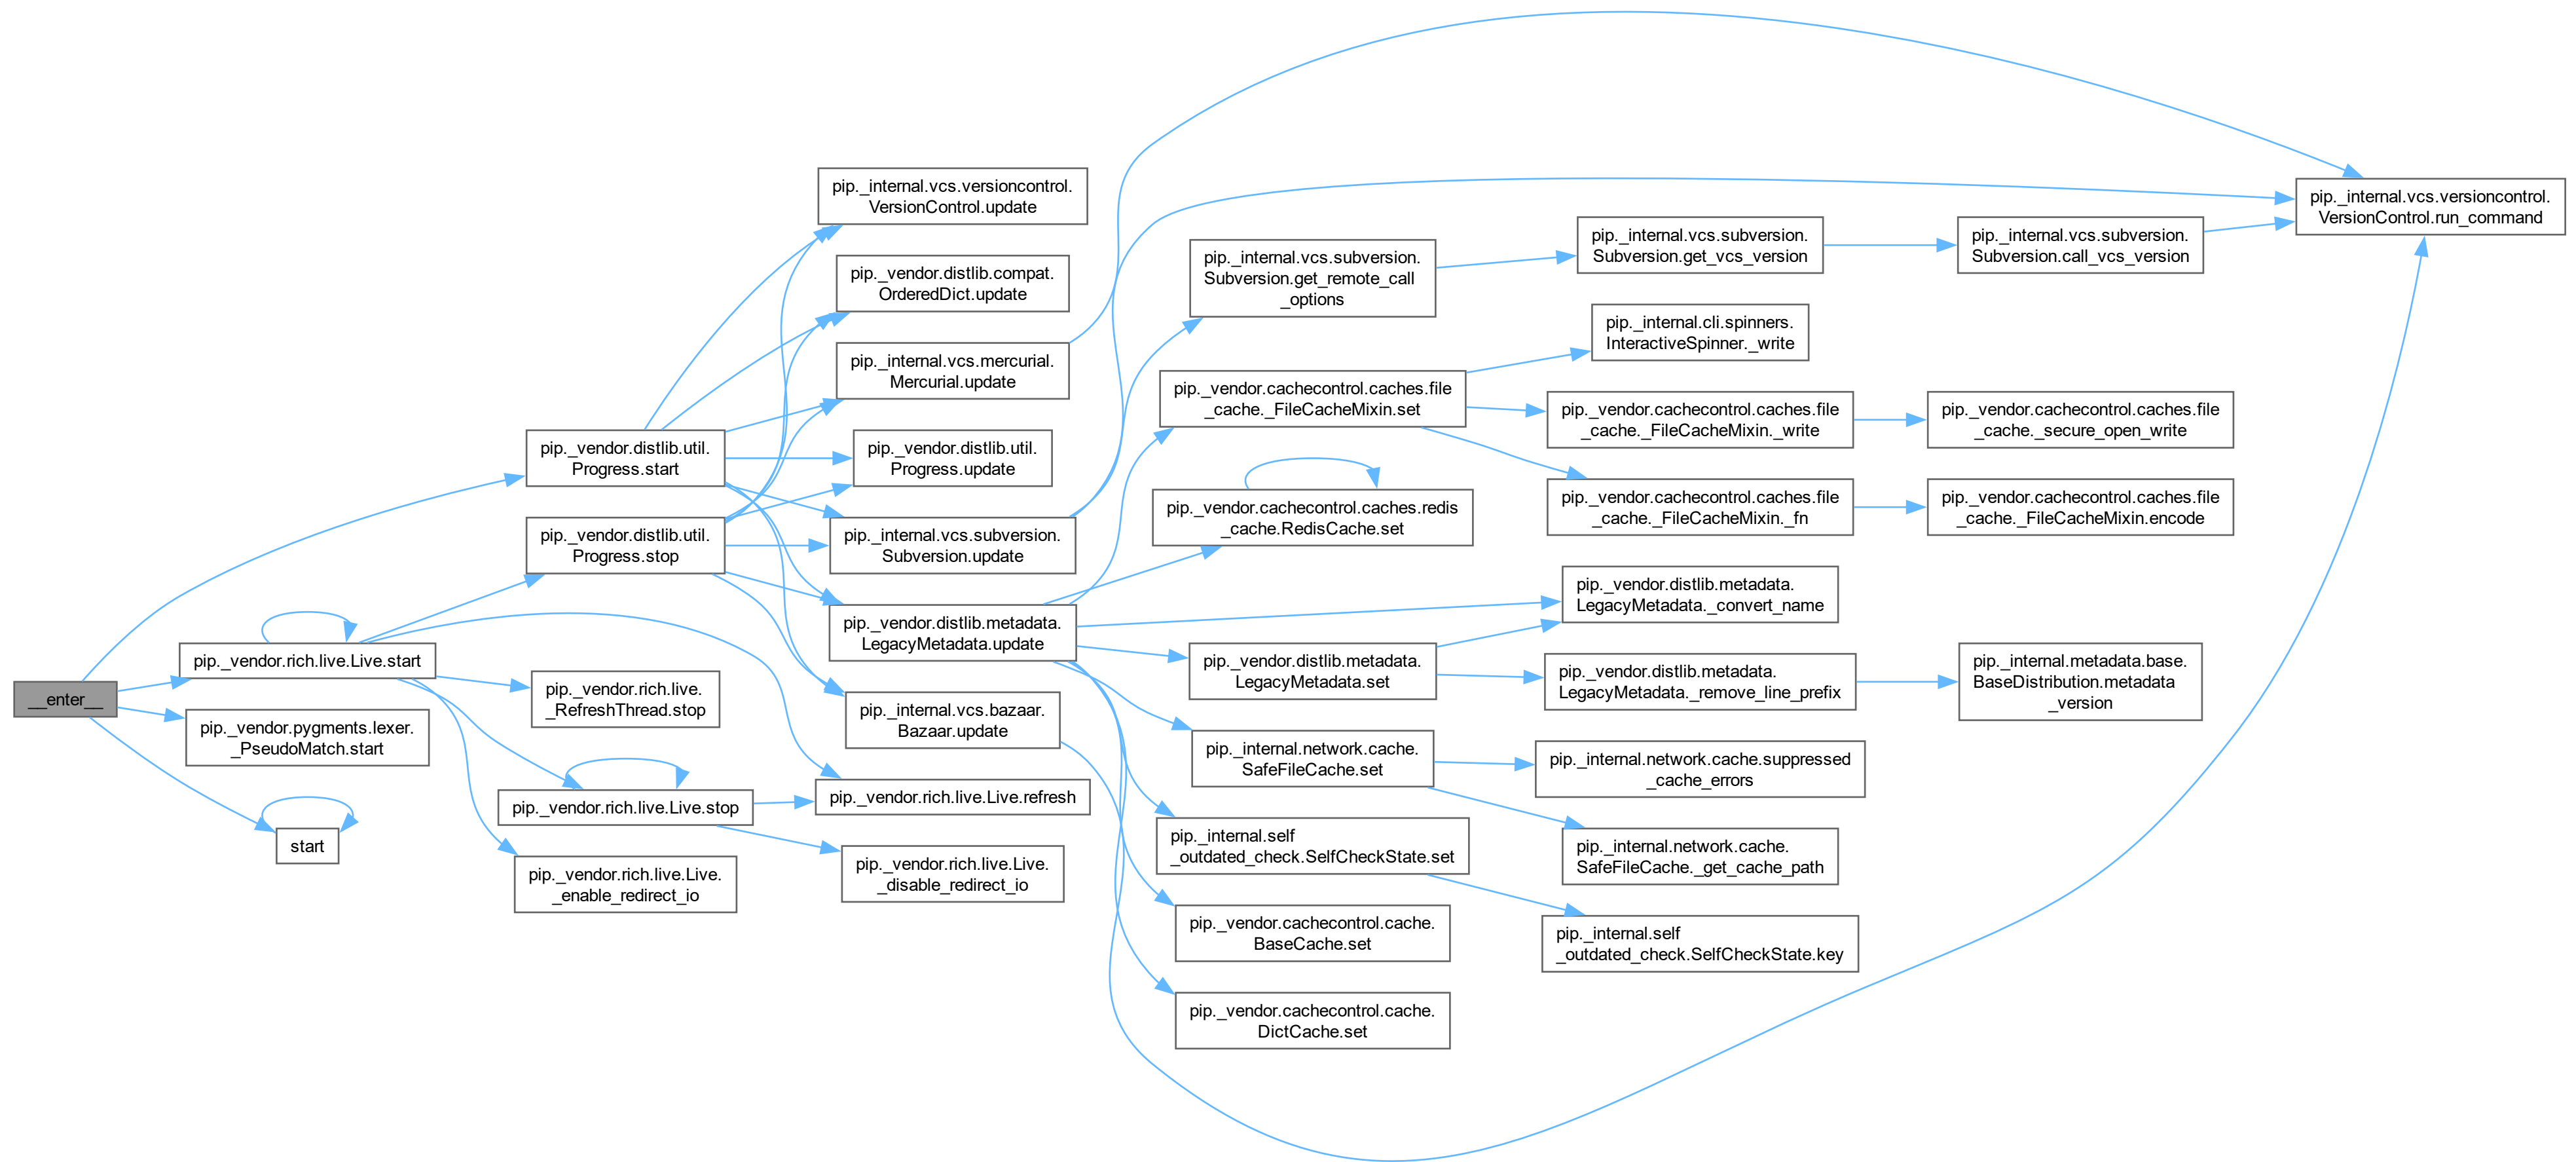 __enter__
pip._vendor.rich.live.Live.start
pip._vendor.pygments.lexer.
_PseudoMatch.start
start
pip._vendor.distlib.util.
Progress.start
pip._vendor.distlib.util.
Progress.stop
pip._vendor.rich.live.
_RefreshThread.stop
pip._vendor.rich.live.Live.stop
pip._vendor.rich.live.Live.
_enable_redirect_io
pip._internal.vcs.versioncontrol.
VersionControl.update
pip._vendor.distlib.compat.
OrderedDict.update
pip._internal.vcs.mercurial.
Mercurial.update
pip._vendor.distlib.util.
Progress.update
pip._internal.vcs.subversion.
Subversion.update
pip._vendor.distlib.metadata.
LegacyMetadata.update
pip._internal.vcs.bazaar.
Bazaar.update
pip._vendor.rich.live.Live.refresh
pip._vendor.rich.live.Live.
_disable_redirect_io
pip._internal.vcs.subversion.
Subversion.get_remote_call
_options
pip._vendor.cachecontrol.caches.file
_cache._FileCacheMixin.set
pip._vendor.cachecontrol.caches.redis
_cache.RedisCache.set
pip._vendor.distlib.metadata.
LegacyMetadata.set
pip._internal.network.cache.
SafeFileCache.set
pip._internal.self
_outdated_check.SelfCheckState.set
pip._vendor.cachecontrol.cache.
BaseCache.set
pip._vendor.cachecontrol.cache.
DictCache.set
pip._internal.vcs.subversion.
Subversion.get_vcs_version
pip._internal.cli.spinners.
InteractiveSpinner._write
pip._vendor.cachecontrol.caches.file
_cache._FileCacheMixin._write
pip._vendor.cachecontrol.caches.file
_cache._FileCacheMixin._fn
pip._vendor.distlib.metadata.
LegacyMetadata._convert_name
pip._vendor.distlib.metadata.
LegacyMetadata._remove_line_prefix
pip._internal.network.cache.suppressed
_cache_errors
pip._internal.network.cache.
SafeFileCache._get_cache_path
pip._internal.self
_outdated_check.SelfCheckState.key
pip._internal.vcs.subversion.
Subversion.call_vcs_version
pip._vendor.cachecontrol.caches.file
_cache._secure_open_write
pip._vendor.cachecontrol.caches.file
_cache._FileCacheMixin.encode
pip._internal.metadata.base.
BaseDistribution.metadata
_version
pip._internal.vcs.versioncontrol.
VersionControl.run_command